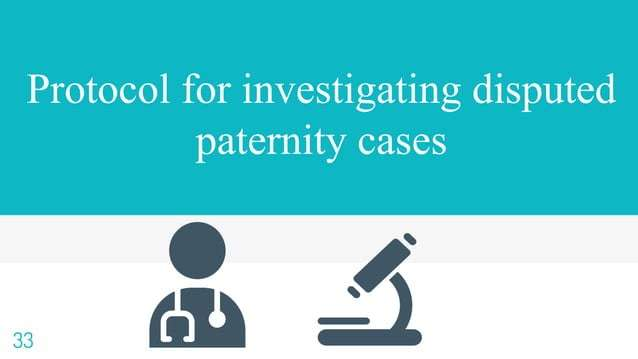 Protocol for investigating disputed
paternity cases
33